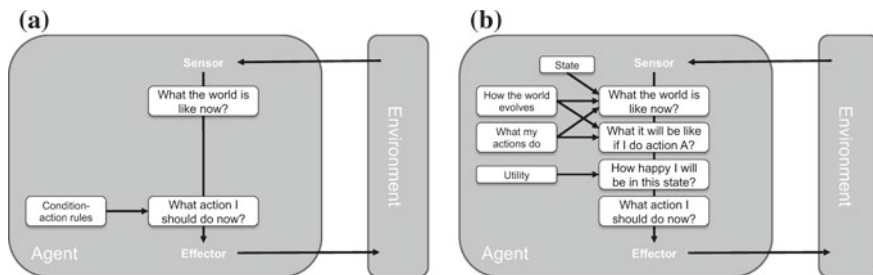 (a)
Sensor
What the world is
like now?
Condition-
action rules
What action I
should do now?
Agent
Effector
Environment
(b)
State
Sensor
How the world
evolves
What the world is
like now?
What my
actions do
What it will be like
if I do action A?
Utility
How happy I will
be in this state?
What action I
should do now?
Agent
Effector
Environment